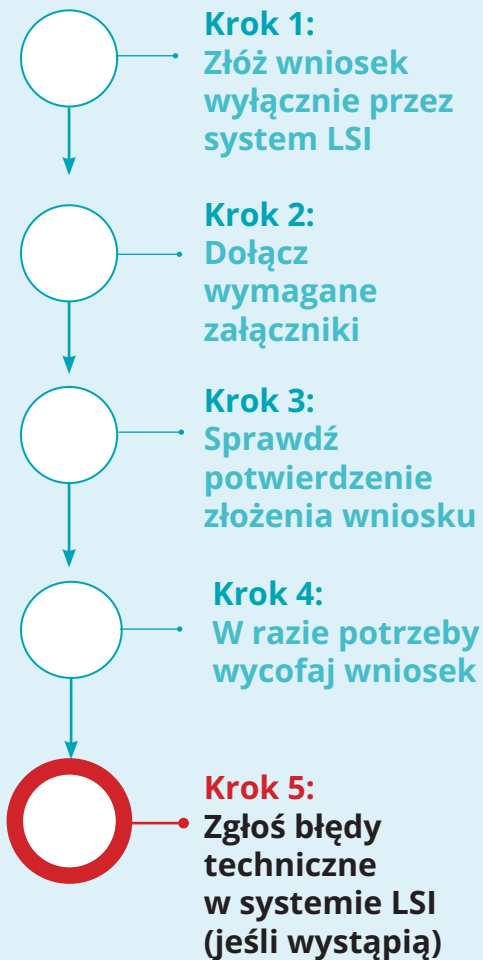 Krok 1:
Złóż wniosek
wyłącznie przez
system LSI
Krok 2:
Dołącz
wymagane
załączniki
Krok 3:
Sprawdź
potwierdzenie
złożenia wniosku
Krok 4:
W razie potrzeby
wycofaj wniosek
Krok 5:
Zgłoś błędy
techniczne
w systemie LSI
(jeśli wystąpią)